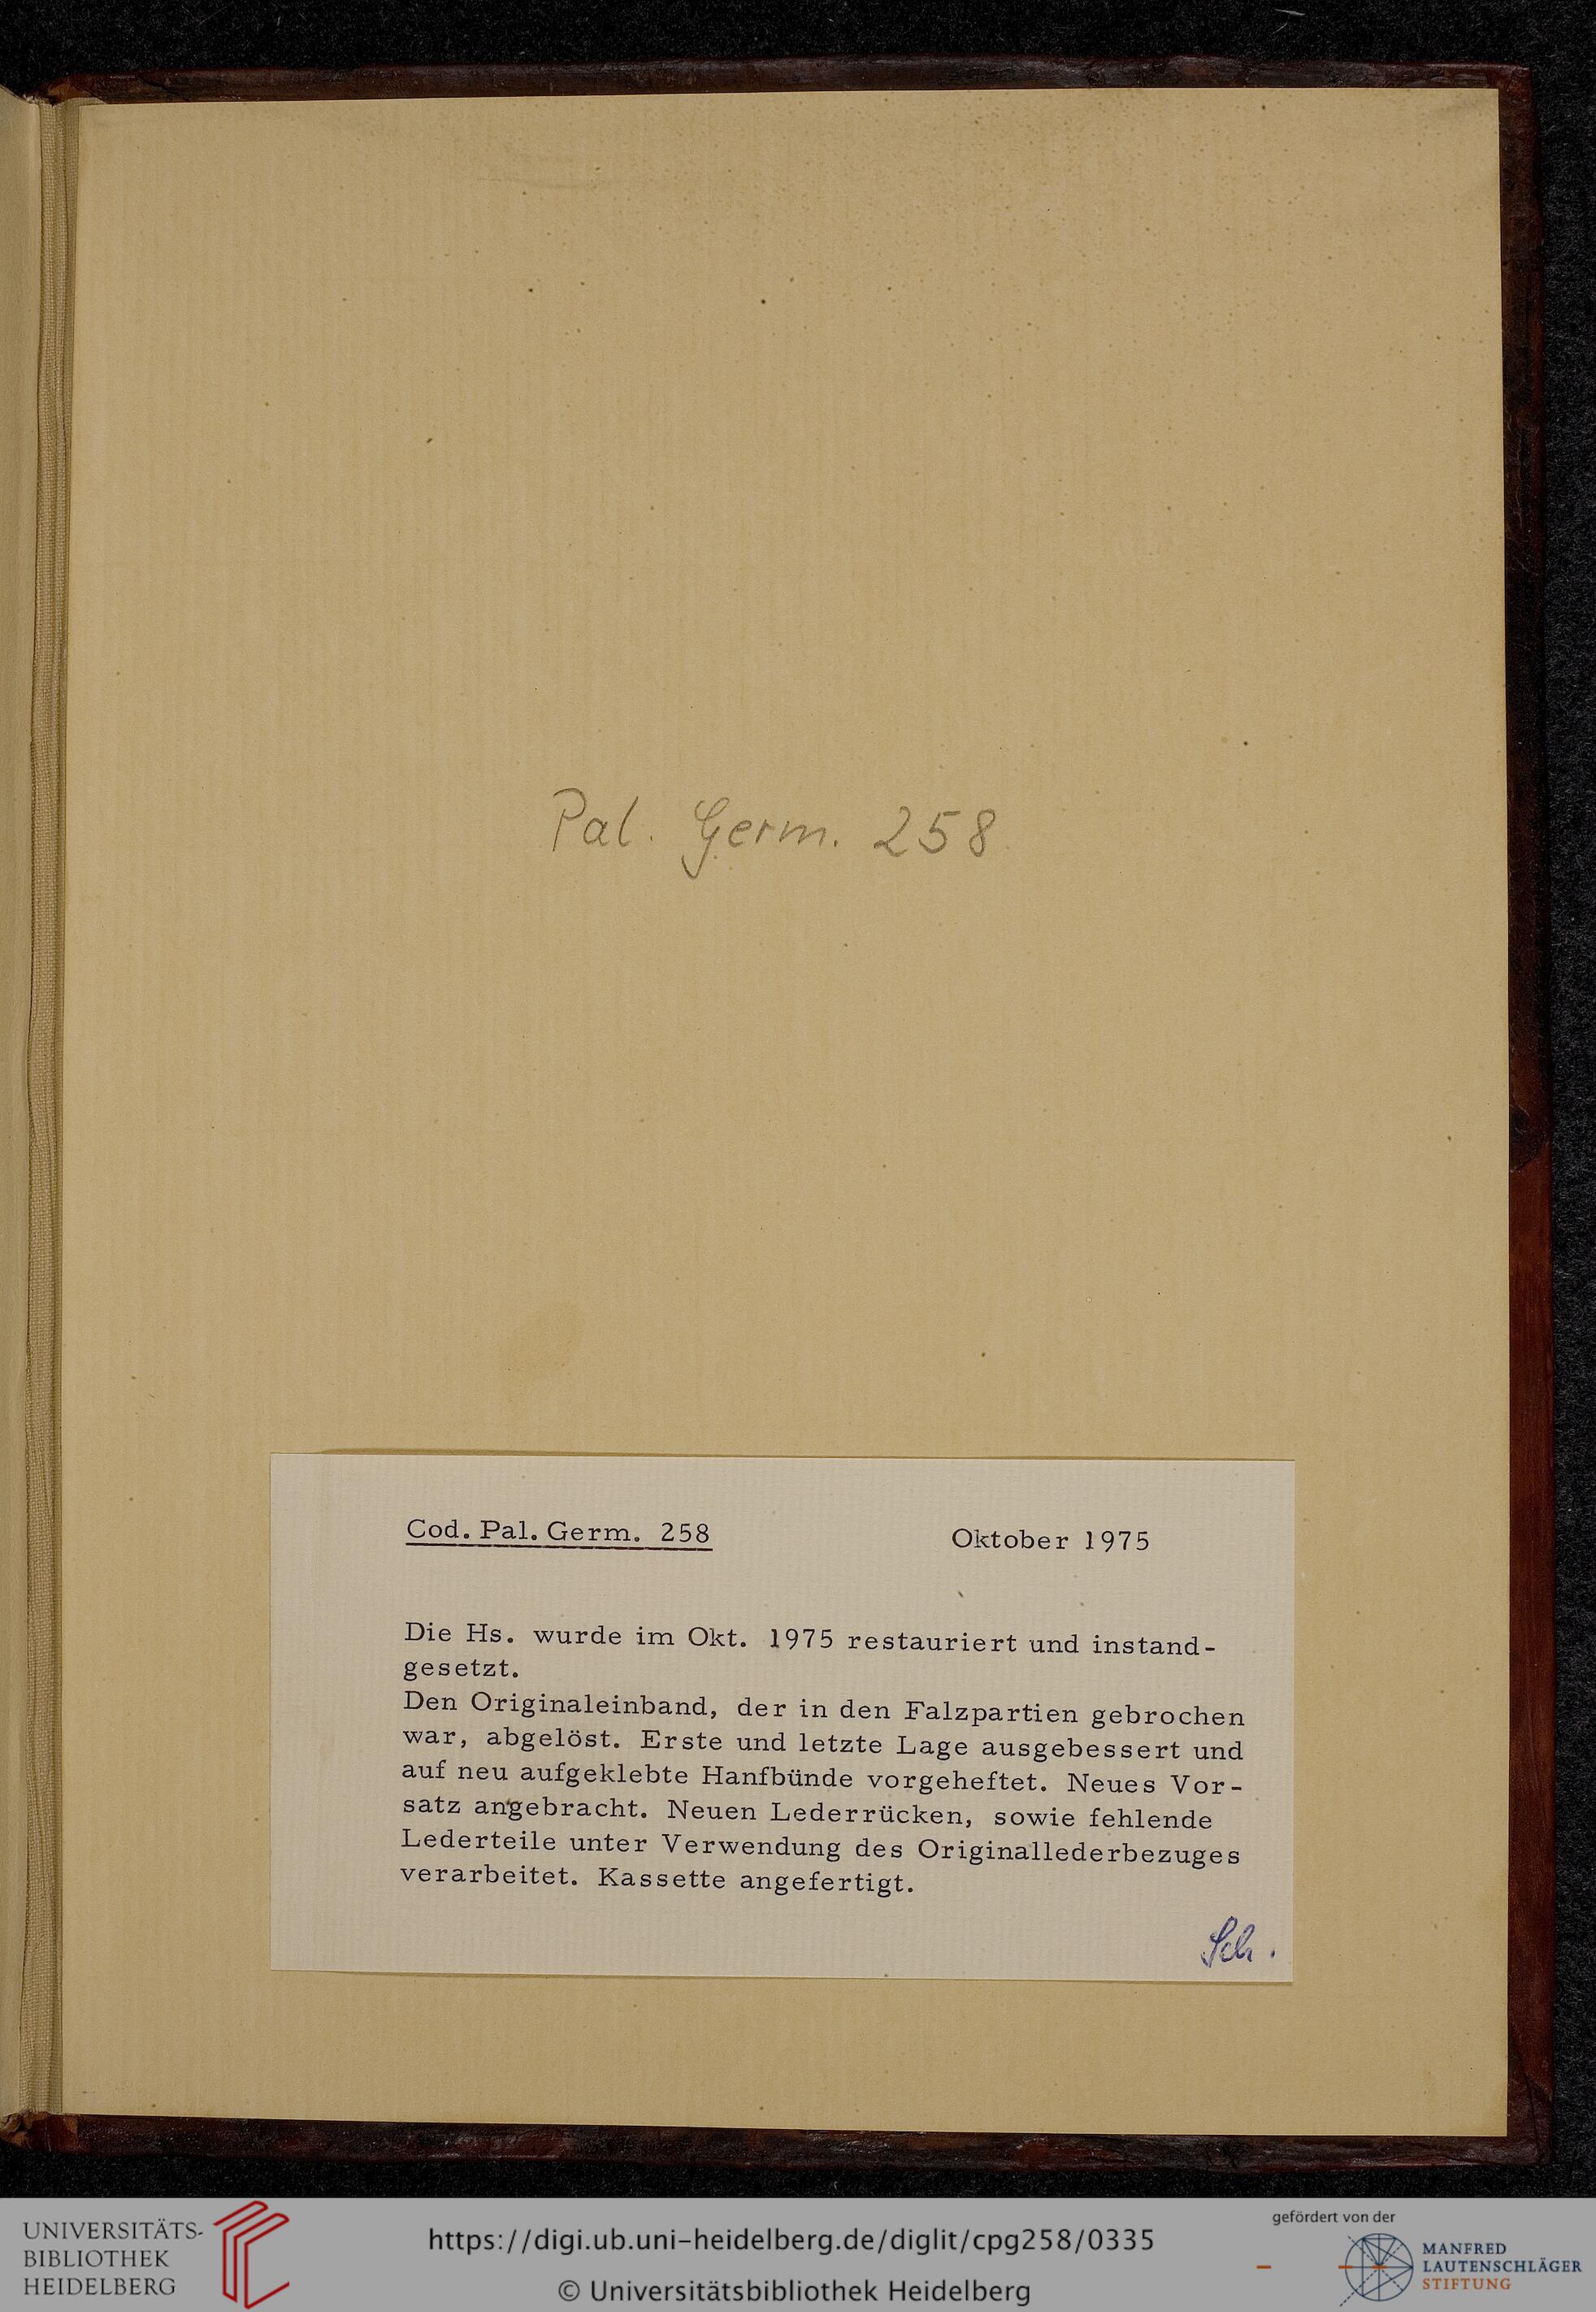 Pal. Germ. 258
Cod. Pal. Germ. 258
Oktober 1975
Die Hs. wurde im Okt. 1975 restauriert und instand-
gesetzt.
Den Originaleinband, der in den Falzpartien gebrochen
war, abgelöst. Erste und letzte Lage ausgebessert und
auf neu aufgeklebte Hanfbünde vorgeheftet. Neues Vor-
satz angebracht. Neuen Lederrücken, sowie fehlende
Lederteile unter Verwendung des Originallederbezuges
verarbeitet. Kassette angefertigt.
Sch.
UNIVERSITÄTS-
BIBLIOTHEK
HEIDELBERG
https://digi.ub.uni-heidelberg.de/diglit/cpg258/0335
© Universitätsbibliothek Heidelberg
gefördert von der
MANFRED
LAUTENSCHLÄGER
STIFTUNG